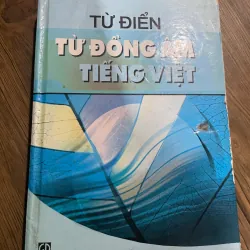 TỪ ĐIỂN
TỪ ĐỒNG ÂM
TIẾNG VIỆT